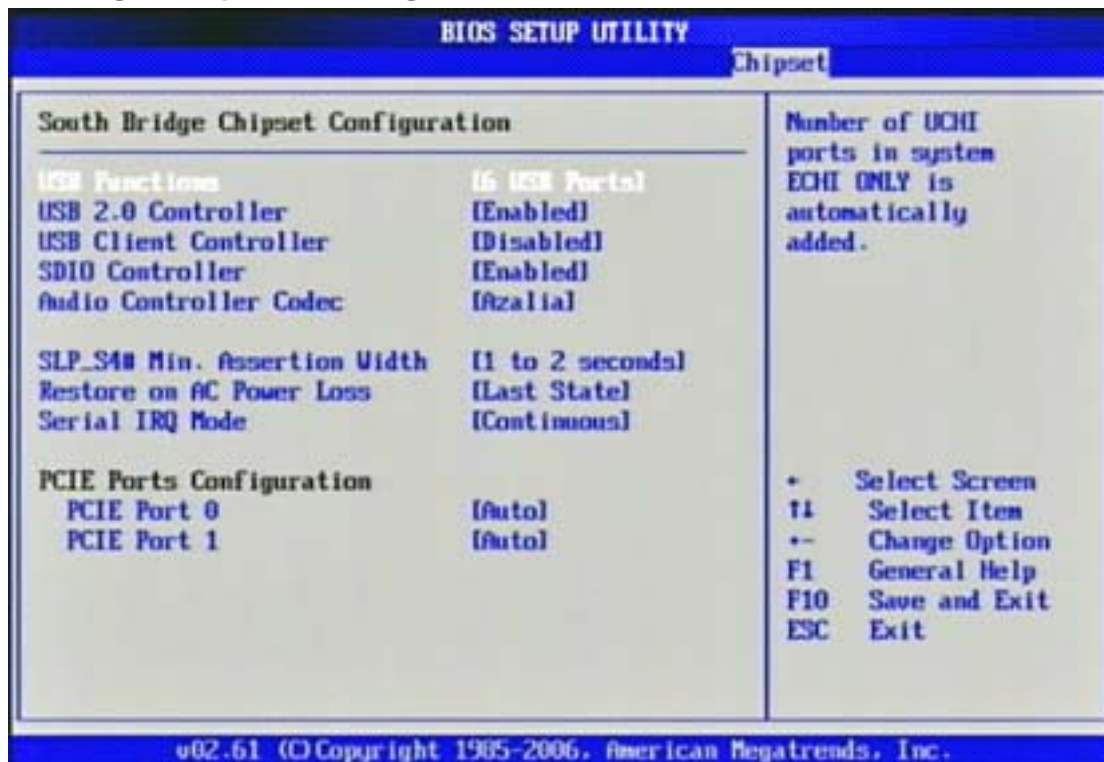 BIOS SETUP UTILITY
Chipset
South Bridge Chipset Configuration
USB Functions [6 USB Ports]
USB 2.0 Controller [Enabled]
USB Client Controller [Disabled]
SDIO Controller [Enabled]
Audio Controller Codec [Azalia]
SLP_S4# Min. Assertion Width [1 to 2 seconds]
Restore on AC Power Loss [Last State]
Serial IRQ Mode [Continuous]
PCIE Ports Configuration
PCIE Port 0 [Auto]
PCIE Port 1 [Auto]
Number of UCHI
ports in system
ECHI ONLY is
automatically
added.
← Select Screen
↑↓ Select Item
+- Change Option
F1 General Help
F10 Save and Exit
ESC Exit
v02.61 (C)Copyright 1985-2006, American Megatrends, Inc.